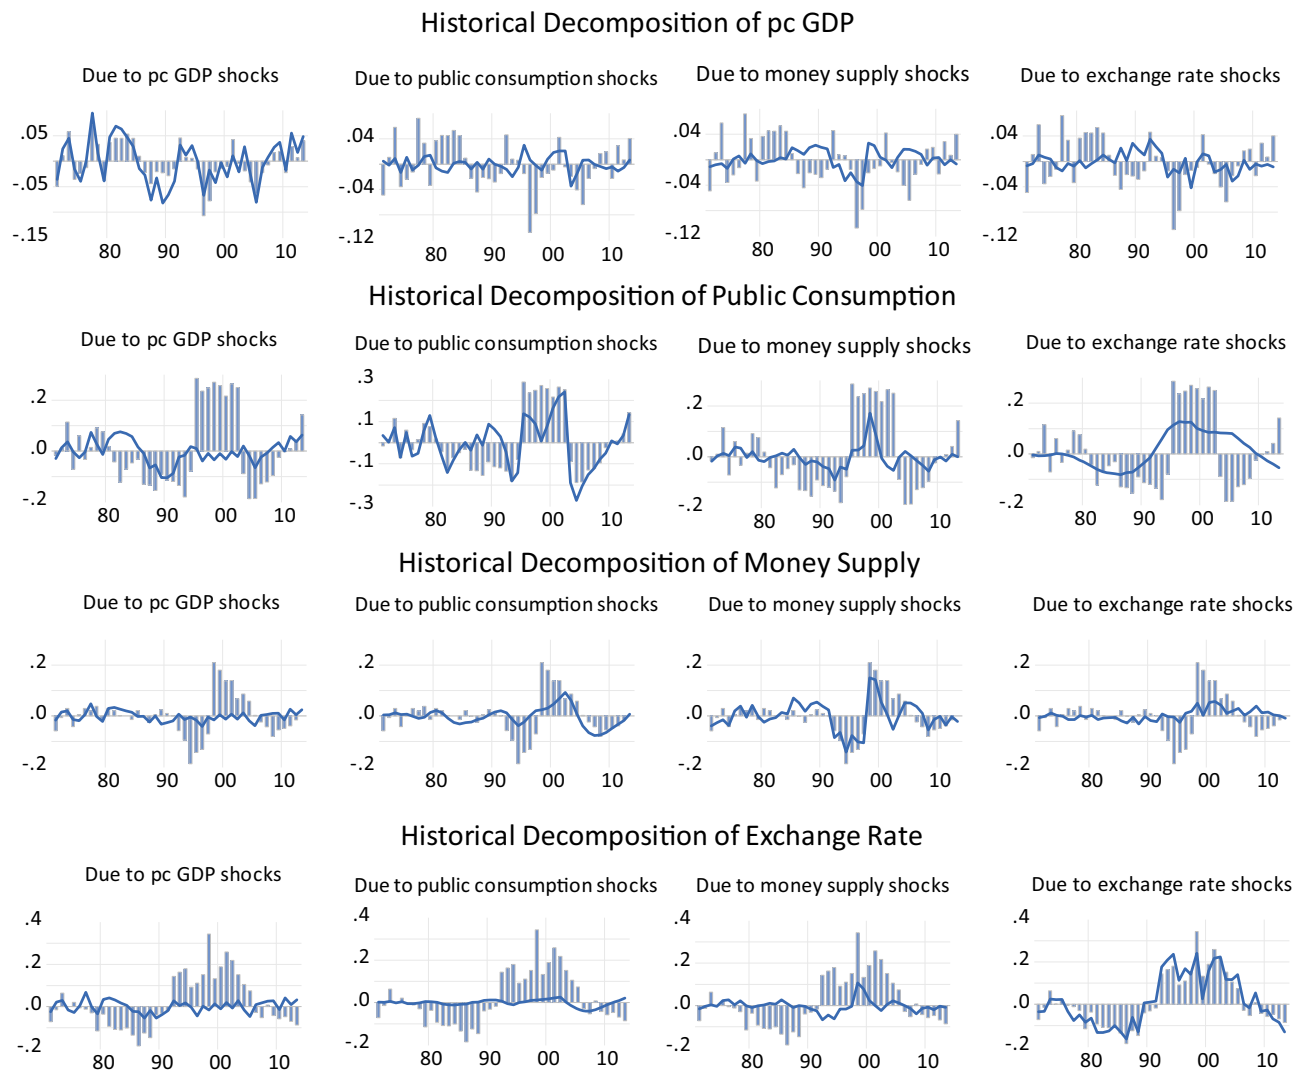 Historical Decomposition of pc GDP
Due to pc GDP shocks
Due to public consumption shocks
Due to money supply shocks
Due to exchange rate shocks
.05
-.05
-.15
80 90 00 10
.04
-.04
-.12
80 90 00 10
.04
-.04
-.12
80 90 00 10
.04
-.04
-.12
80 90 00 10
Historical Decomposition of Public Consumption
Due to pc GDP shocks
Due to public consumption shocks
Due to money supply shocks
Due to exchange rate shocks
.2
.0
-.2
80 90 00 10
.3
.1
-.1
-.3
80 90 00 10
.2
.0
-.2
80 90 00 10
.2
.0
-.2
80 90 00 10
Historical Decomposition of Money Supply
Due to pc GDP shocks
Due to public consumption shocks
Due to money supply shocks
Due to exchange rate shocks
.2
.0
-.2
80 90 00 10
.2
.0
-.2
80 90 00 10
.2
.0
-.2
80 90 00 10
.2
.0
-.2
80 90 00 10
Historical Decomposition of Exchange Rate
Due to pc GDP shocks
Due to public consumption shocks
Due to money supply shocks
Due to exchange rate shocks
.4
.2
.0
-.2
80 90 00 10
.4
.2
.0
-.2
80 90 00 10
.4
.2
.0
-.2
80 90 00 10
.4
.2
.0
-.2
80 90 00 10